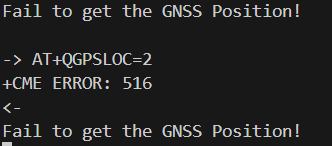 Fail to get the GNSS Position!
-> AT+QGPSLOC=2
+CME ERROR: 516
<-
Fail to get the GNSS Position!